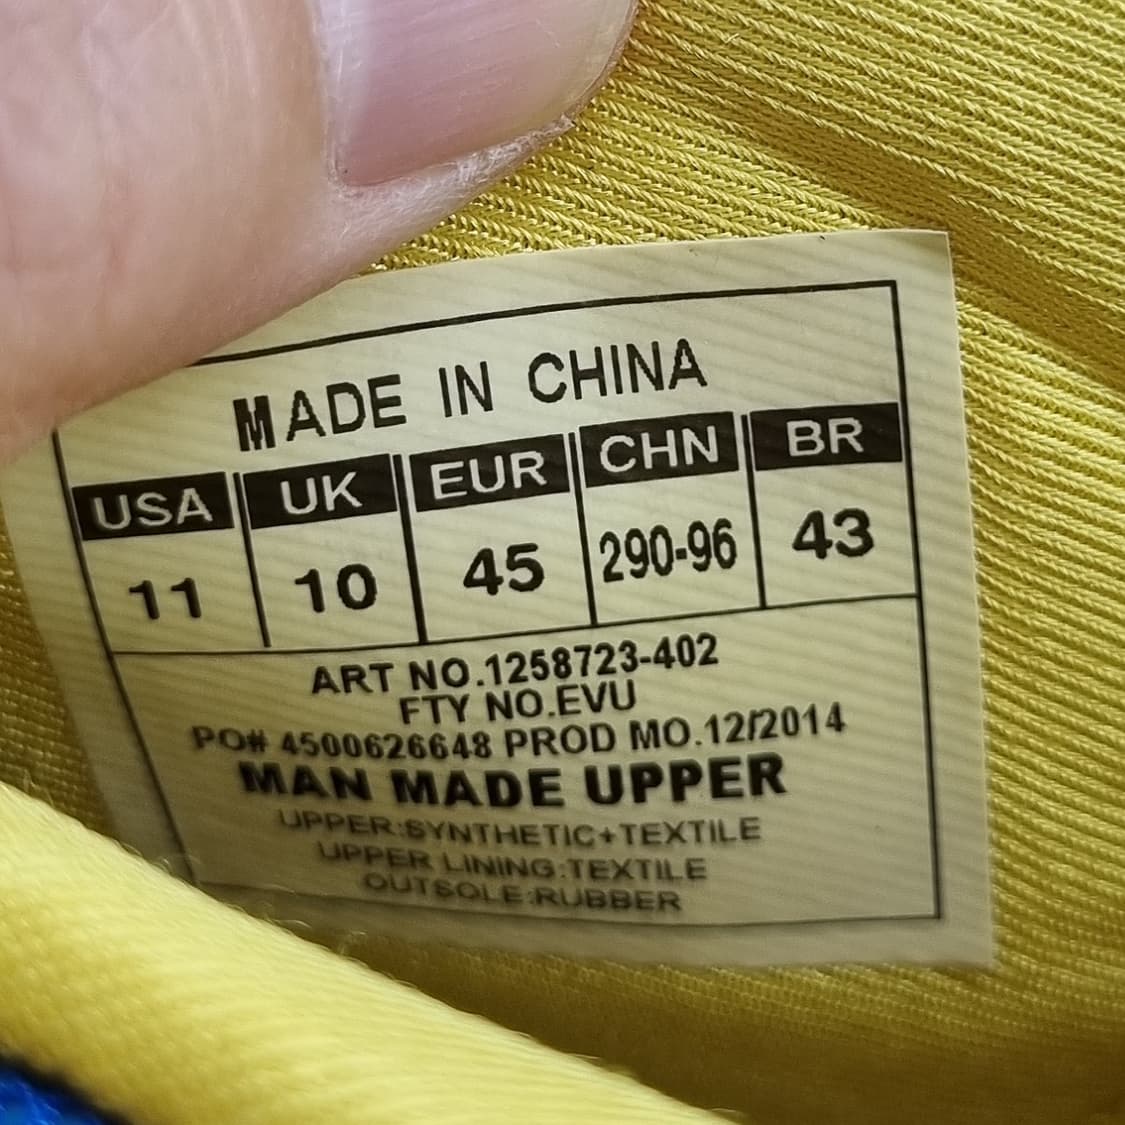 MADE IN CHINA
USA UK EUR CHN BR
11 10 45 290-96 43
ART NO.1258723-402
FTY NO.EVU
PO# 4500626648 PROD MO.12/2014
MAN MADE UPPER
UPPER:SYNTHETIC+TEXTILE
UPPER LINING:TEXTILE
OUTSOLE:RUBBER